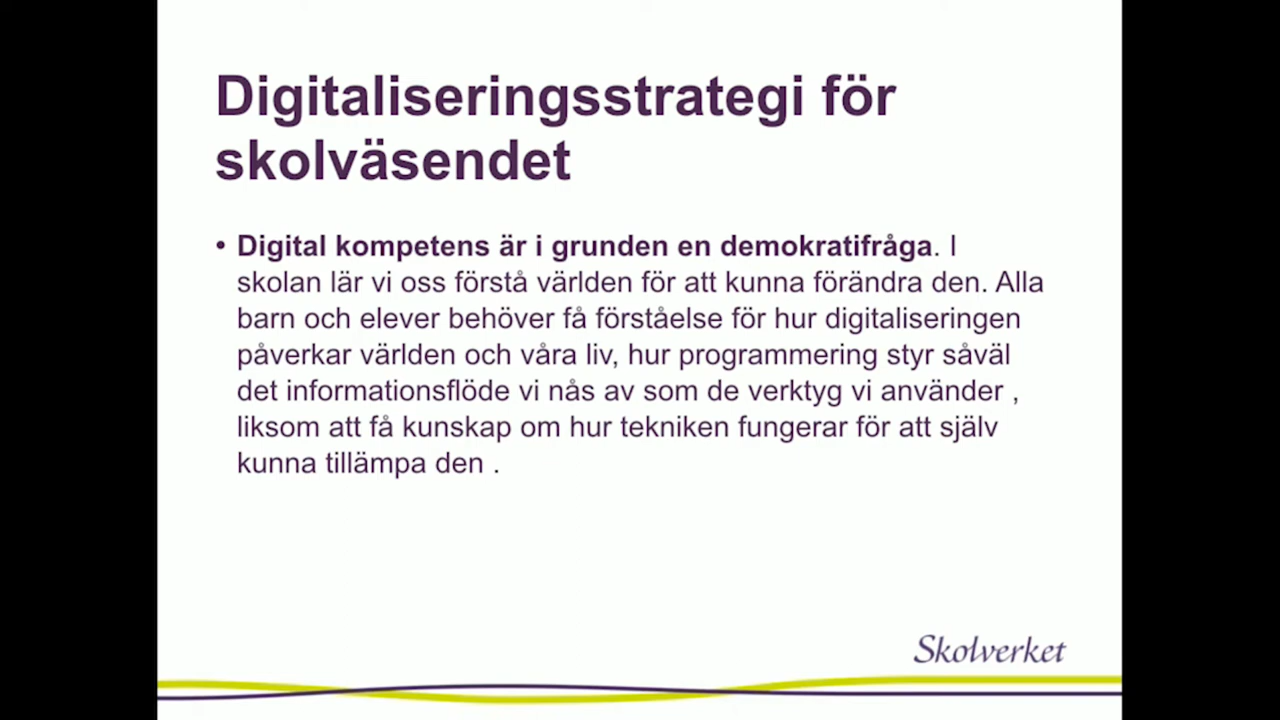 Digitaliseringsstrategi för
skolväsendet
• Digital kompetens är i grunden en demokratifråga. I
skolan lär vi oss förstå världen för att kunna förändra den. Alla
barn och elever behöver få förståelse för hur digitaliseringen
påverkar världen och våra liv, hur programmering styr såväl
det informationsflöde vi nås av som de verktyg vi använder ,
liksom att få kunskap om hur tekniken fungerar för att själv
kunna tillämpa den .
Skolverket